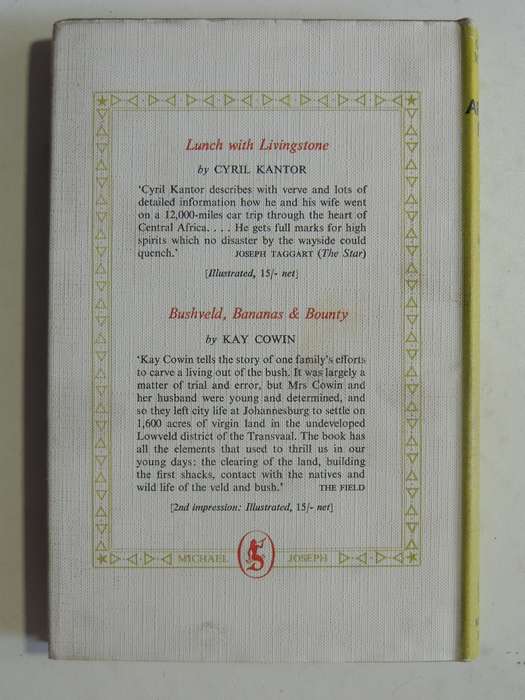 Lunch with Livingstone
by CYRIL KANTOR
‘Cyril Kantor describes with verve and lots of
detailed information how he and his wife went
on a 12,000-miles car trip through the heart of
Central Africa. . . . He gets full marks for high
spirits which no disaster by the wayside could
quench.’ JOSEPH TAGGART (The Star)
[Illustrated, 15/- net]
Bushveld, Bananas & Bounty
by KAY COWIN
‘Kay Cowin tells the story of one family's efforts
to carve a living out of the bush. It was largely a
matter of trial and error, but Mrs Cowin and
her husband were young and determined, and
so they left city life at Johannesburg to settle on
1,600 acres of virgin land in the undeveloped
Lowveld district of the Transvaal. The book has
all the elements that used to thrill us in our
young days: the clearing of the land, building
the first shacks, contact with the natives and
wild life of the veld and bush.’ THE FIELD
[2nd impression: Illustrated, 15/- net]
MICHAEL JOSEPH